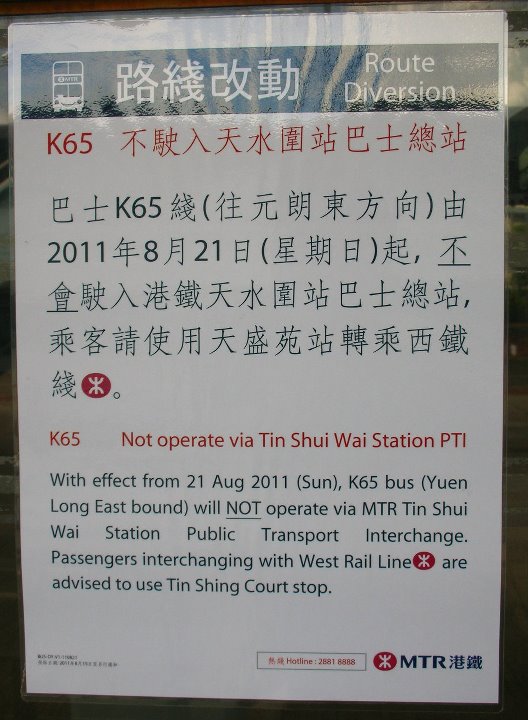 MTR
路綫改動
Route
Diversion
K65 不駛入天水圍站巴士總站
巴士K65綫(往元朗東方向)由
2011年8月21日(星期日)起, 不
會駛入港鐵天水圍站巴士總站,
乘客請使用天盛苑站轉乘西鐵
綫。
K65 Not operate via Tin Shui Wai Station PTI
With effect from 21 Aug 2011 (Sun), K65 bus (Yuen
Long East bound) will NOT operate via MTR Tin Shui
Wai Station Public Transport Interchange.
Passengers interchanging with West Rail Line are
advised to use Tin Shing Court stop.
熱綫 Hotline : 2881 8888
MTR 港鐵